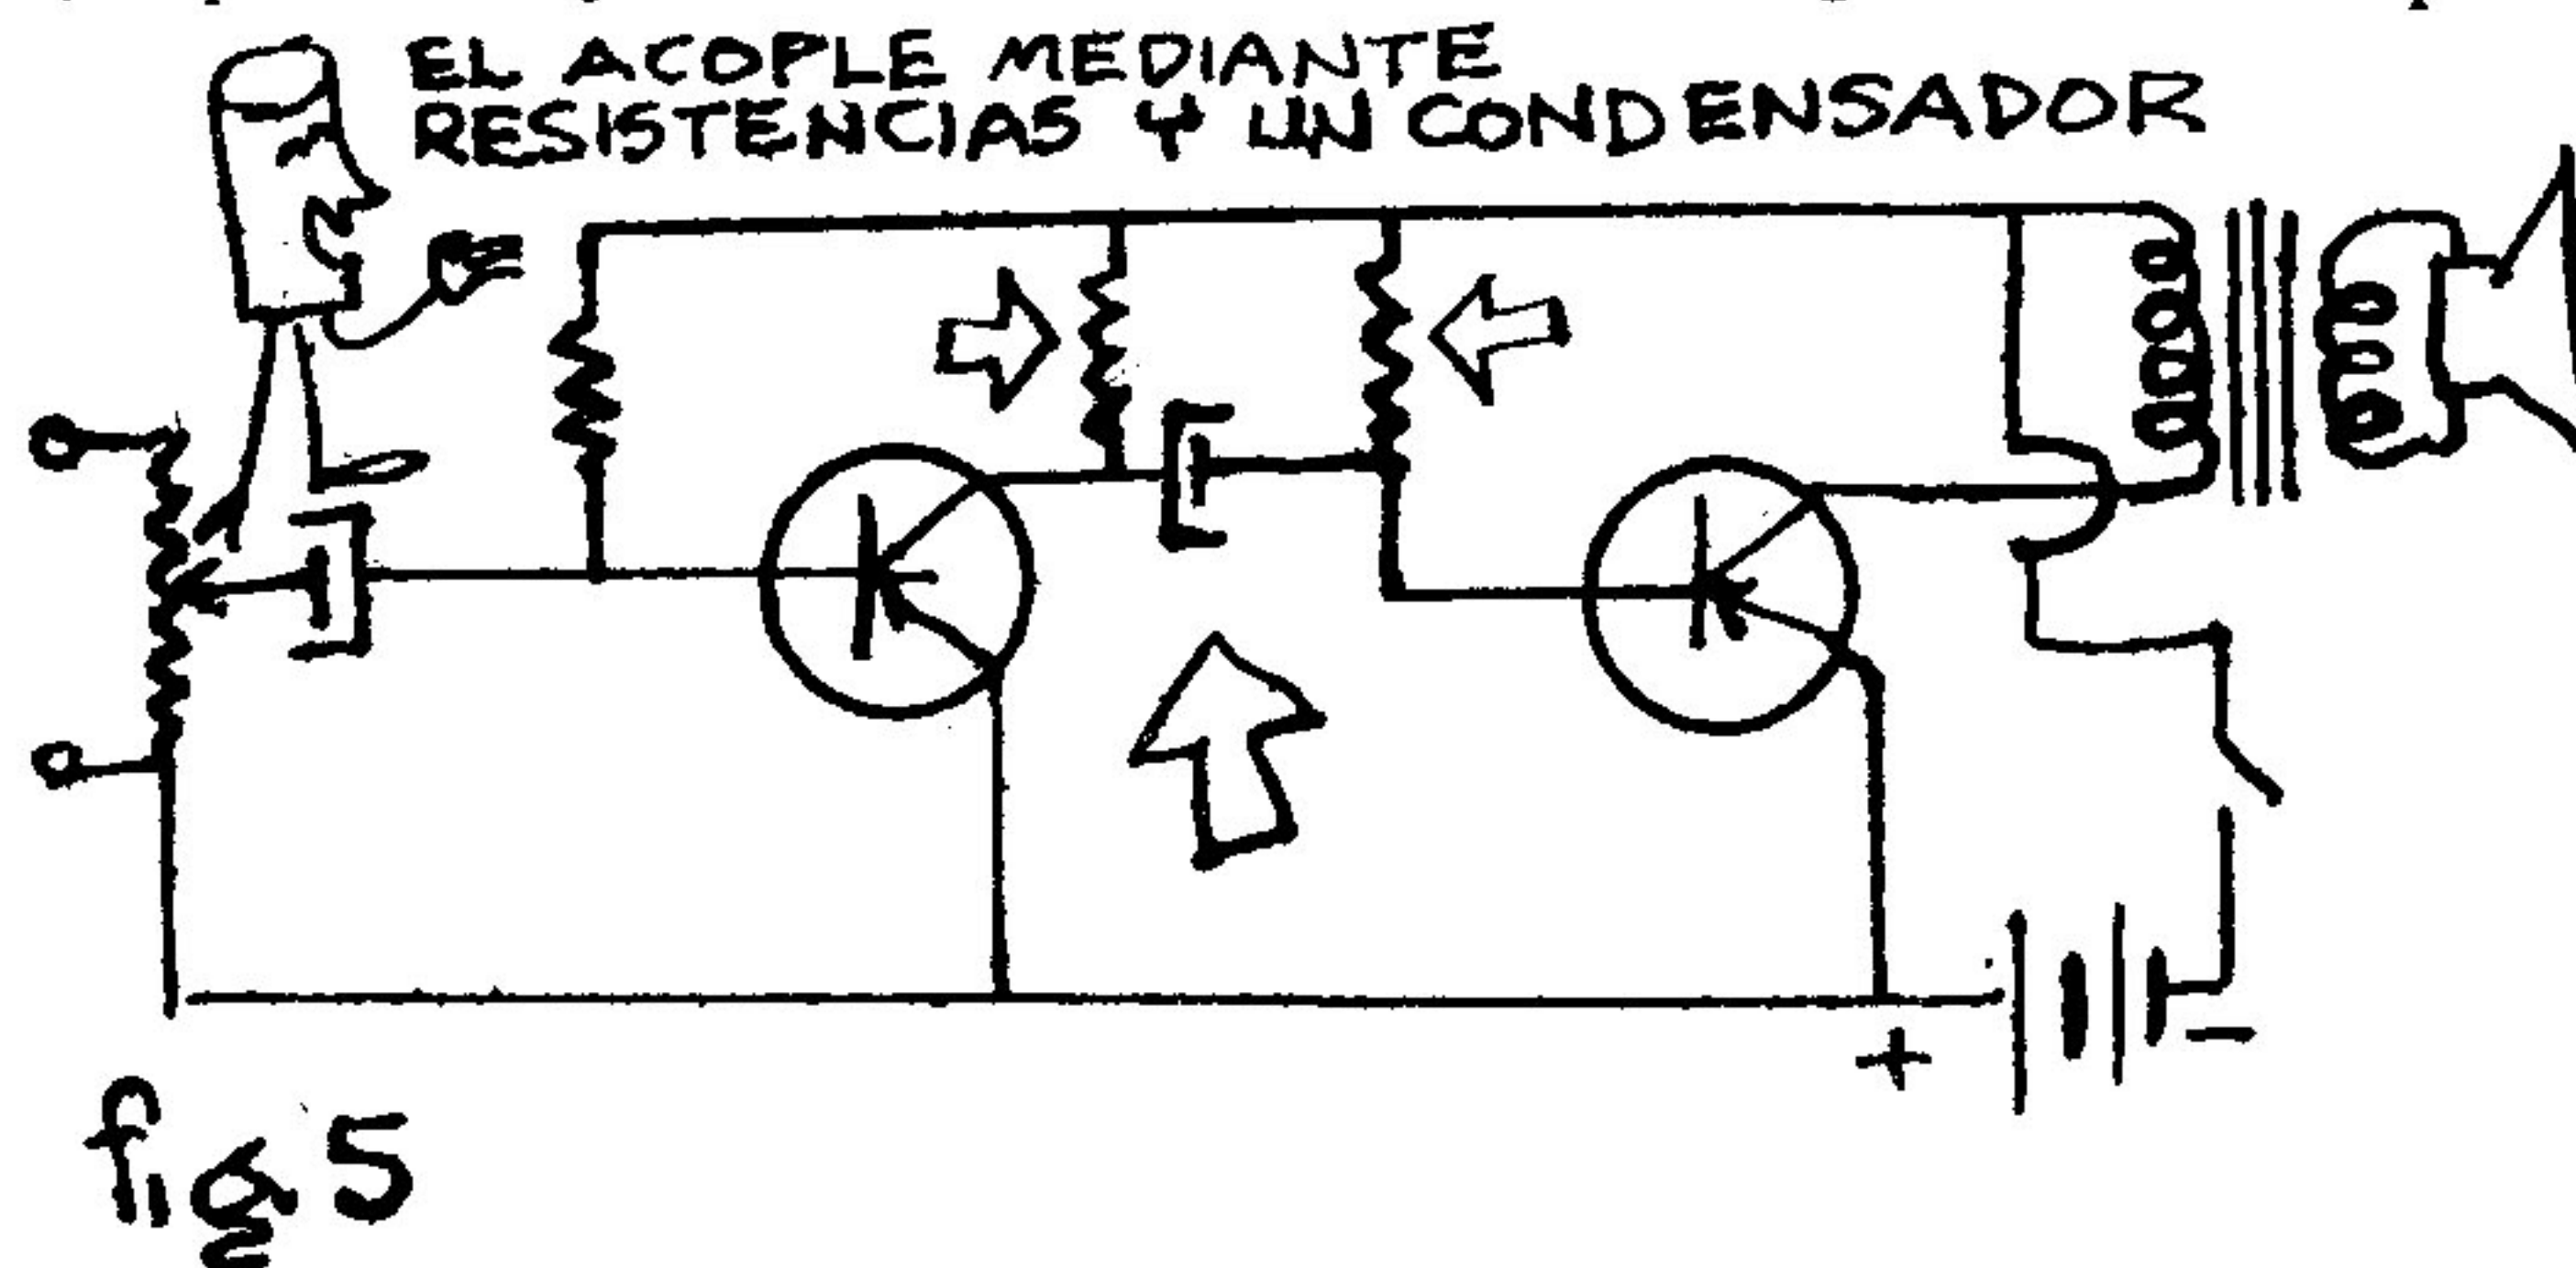 EL ACOPLE MEDIANTE
RESISTENCIAS Y UN CONDENSADOR
+
-
fig 5